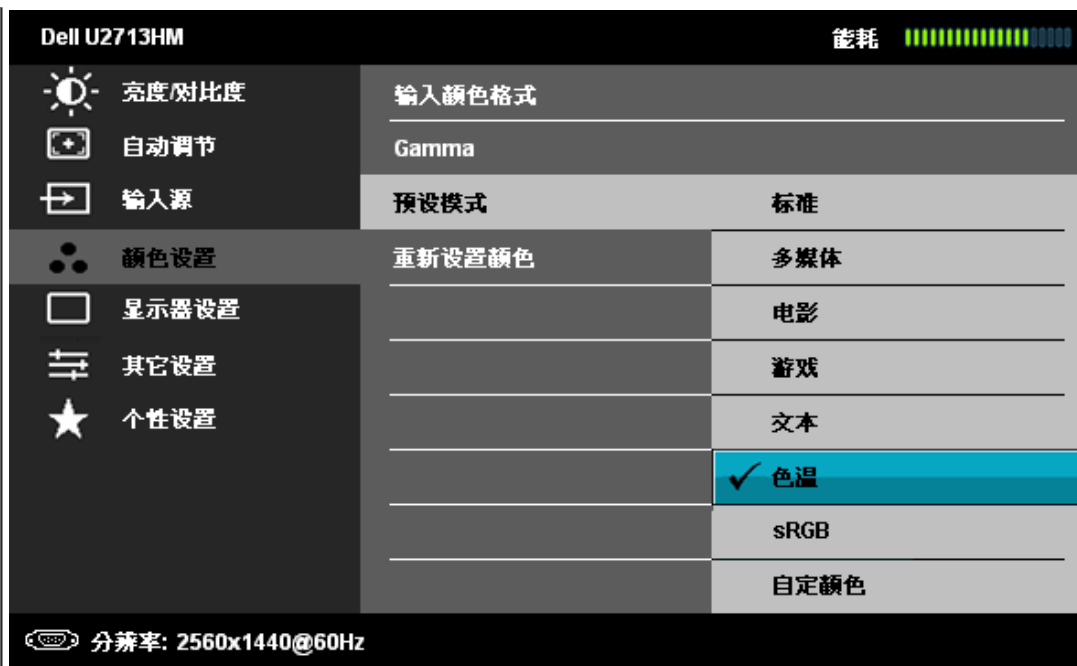 Dell U2713HM
能耗
亮度/对比度
自动调节
输入源
颜色设置
显示器设置
其它设置
个性设置
输入颜色格式
Gamma
预设模式
重新设置颜色
标准
多媒体
电影
游戏
文本
色温
sRGB
自定颜色
分辨率: 2560x1440@60Hz